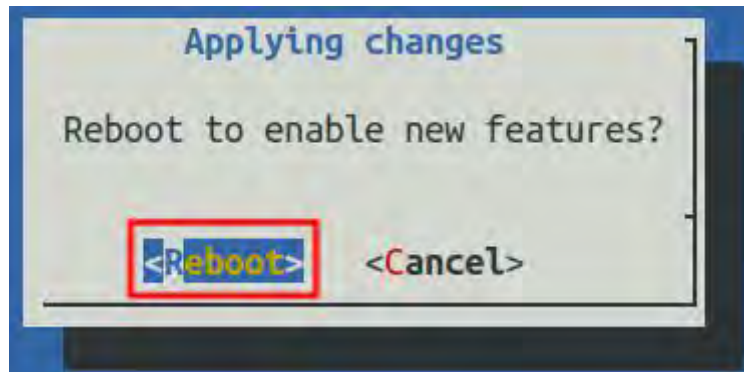 Applying changes
Reboot to enable new features?
<Reboot> <Cancel>